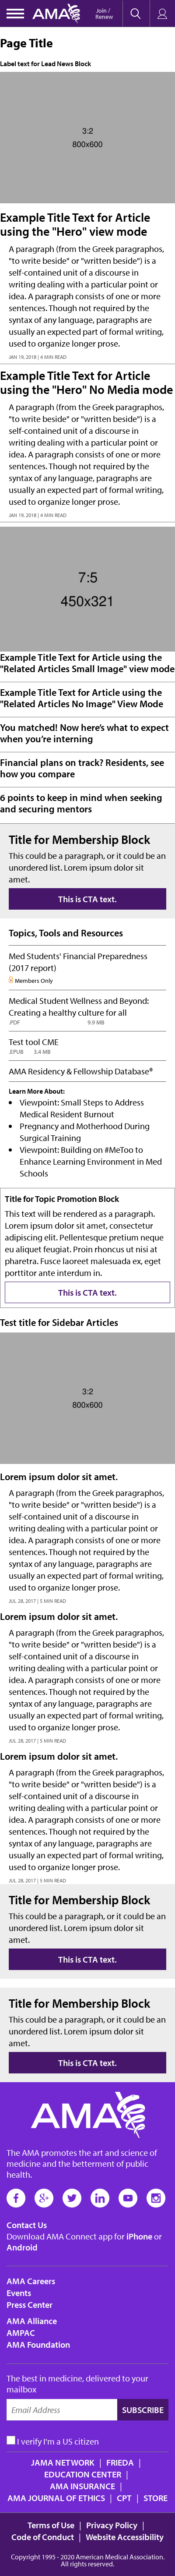 AMA
Join /
Renew
Page Title
Label text for Lead News Block
3:2
800x600
Example Title Text for Article
using the "Hero" view mode
A paragraph (from the Greek paragraphos,
"to write beside" or "written beside") is a
self-contained unit of a discourse in
writing dealing with a particular point or
idea. A paragraph consists of one or more
sentences. Though not required by the
syntax of any language, paragraphs are
usually an expected part of formal writing,
used to organize longer prose.
JAN 19, 2018 | 4 MIN READ
Example Title Text for Article
using the "Hero" No Media mode
A paragraph (from the Greek paragraphos,
"to write beside" or "written beside") is a
self-contained unit of a discourse in
writing dealing with a particular point or
idea. A paragraph consists of one or more
sentences. Though not required by the
syntax of any language, paragraphs are
usually an expected part of formal writing,
used to organize longer prose.
JAN 19, 2018 | 4 MIN READ
7:5
450x321
Example Title Text for Article using the
"Related Articles Small Image" view mode
Example Title Text for Article using the
"Related Articles No Image" View Mode
You matched! Now here's what to expect
when you're interning
Financial plans on track? Residents, see
how you compare
6 points to keep in mind when seeking
and securing mentors
Title for Membership Block
This could be a paragraph, or it could be an
unordered list. Lorem ipsum dolor sit
amet.
This is CTA text.
Topics, Tools and Resources
Med Students' Financial Preparedness
(2017 report)
Members Only
Medical Student Wellness and Beyond:
Creating a healthy culture for all
.PDF 9.9 MB
Test tool CME
.EPUB 3.4 MB
AMA Residency & Fellowship Database®
Learn More About:
• Viewpoint: Small Steps to Address
Medical Resident Burnout
• Pregnancy and Motherhood During
Surgical Training
• Viewpoint: Building on #MeToo to
Enhance Learning Environment in Med
Schools
Title for Topic Promotion Block
This text will be rendered as a paragraph.
Lorem ipsum dolor sit amet, consectetur
adipiscing elit. Pellentesque pretium neque
eu aliquet feugiat. Proin rhoncus ut nisi at
pharetra. Fusce laoreet malesuada ex, eget
porttitor ante interdum in.
This is CTA text.
Test title for Sidebar Articles
3:2
800x600
Lorem ipsum dolor sit amet.
A paragraph (from the Greek paragraphos,
"to write beside" or "written beside") is a
self-contained unit of a discourse in
writing dealing with a particular point or
idea. A paragraph consists of one or more
sentences. Though not required by the
syntax of any language, paragraphs are
usually an expected part of formal writing,
used to organize longer prose.
JUL 28, 2017 | 5 MIN READ
Lorem ipsum dolor sit amet.
A paragraph (from the Greek paragraphos,
"to write beside" or "written beside") is a
self-contained unit of a discourse in
writing dealing with a particular point or
idea. A paragraph consists of one or more
sentences. Though not required by the
syntax of any language, paragraphs are
usually an expected part of formal writing,
used to organize longer prose.
JUL 28, 2017 | 5 MIN READ
Lorem ipsum dolor sit amet.
A paragraph (from the Greek paragraphos,
"to write beside" or "written beside") is a
self-contained unit of a discourse in
writing dealing with a particular point or
idea. A paragraph consists of one or more
sentences. Though not required by the
syntax of any language, paragraphs are
usually an expected part of formal writing,
used to organize longer prose.
JUL 28, 2017 | 5 MIN READ
Title for Membership Block
This could be a paragraph, or it could be an
unordered list. Lorem ipsum dolor sit
amet.
This is CTA text.
Title for Membership Block
This could be a paragraph, or it could be an
unordered list. Lorem ipsum dolor sit
amet.
This is CTA text.
AMA
The AMA promotes the art and science of
medicine and the betterment of public
health.
Contact Us
Download AMA Connect app for iPhone or
Android
AMA Careers
Events
Press Center
AMA Alliance
AMPAC
AMA Foundation
The best in medicine, delivered to your
mailbox
Email Address SUBSCRIBE
I verify I'm a US citizen
JAMA NETWORK | FRIEDA |
EDUCATION CENTER |
AMA INSURANCE |
AMA JOURNAL OF ETHICS | CPT | STORE
Terms of Use | Privacy Policy |
Code of Conduct | Website Accessibility
Copyright 1995 - 2020 American Medical Association.
All rights reserved.